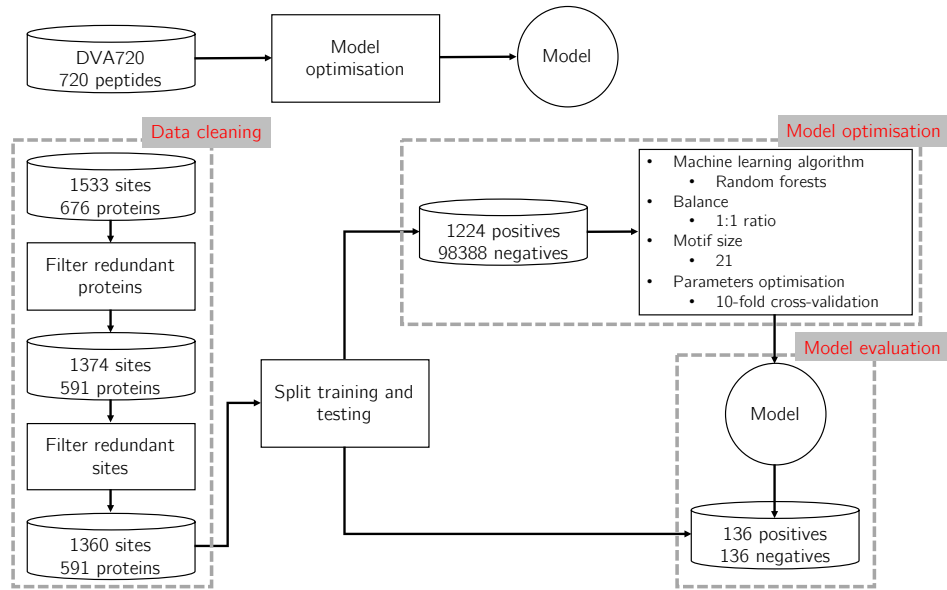 DVA720
720 peptides
Model
optimisation
Model
Data cleaning
1533 sites
676 proteins
Filter redundant
proteins
1374 sites
591 proteins
Filter redundant
sites
1360 sites
591 proteins
Split training and
testing
Model optimisation
1224 positives
98388 negatives
• Machine learning algorithm
• Random forests
• Balance
• 1:1 ratio
• Motif size
• 21
• Parameters optimisation
• 10-fold cross-validation
Model evaluation
Model
136 positives
136 negatives